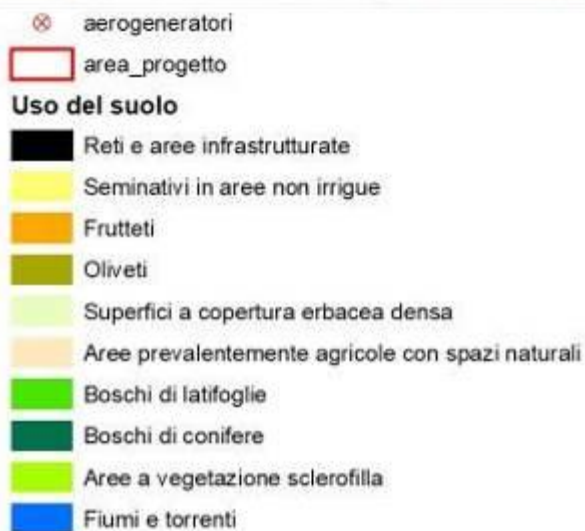 aerogeneratori
area_progetto
Uso del suolo
Reti e aree infrastrutturate
Seminativi in aree non irrigue
Frutteti
Oliveti
Superfici a copertura erbacea densa
Aree prevalentemente agricole con spazi naturali
Boschi di latifoglie
Boschi di conifere
Aree a vegetazione sclerofilla
Fiumi e torrenti